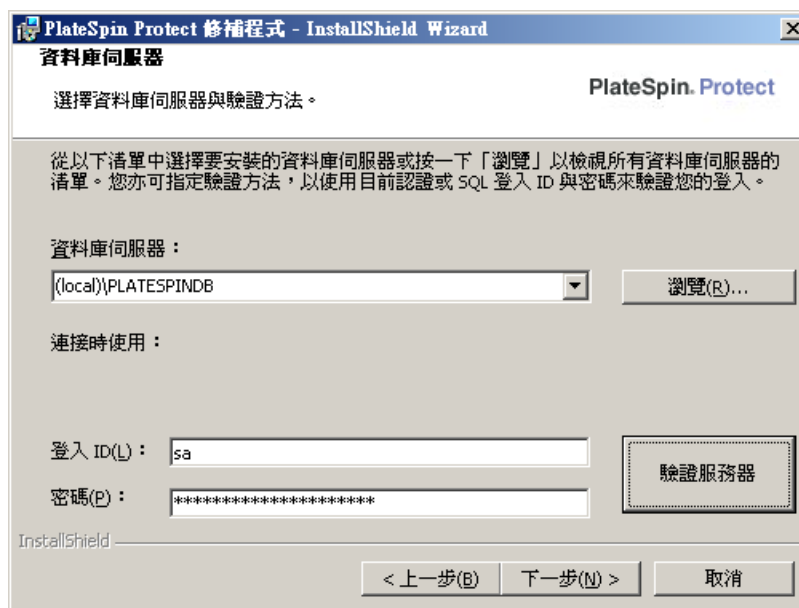 PlateSpin Protect 修補程式 - InstallShield Wizard
資料庫伺服器
選擇資料庫伺服器與驗證方法。
PlateSpin. Protect
從以下清單中選擇要安裝的資料庫伺服器或按一下「瀏覽」以檢視所有資料庫伺服器的
清單。您亦可指定驗證方法，以使用目前認證或 SQL 登入 ID 與密碼來驗證您的登入。
資料庫伺服器：
(local)\PLATESPINDB
瀏覽(R)...
連接時使用：
登入 ID(L)：
sa
驗證服務器
密碼(P)：
*********************
InstallShield
< 上一步(B)
下一步(N) >
取消